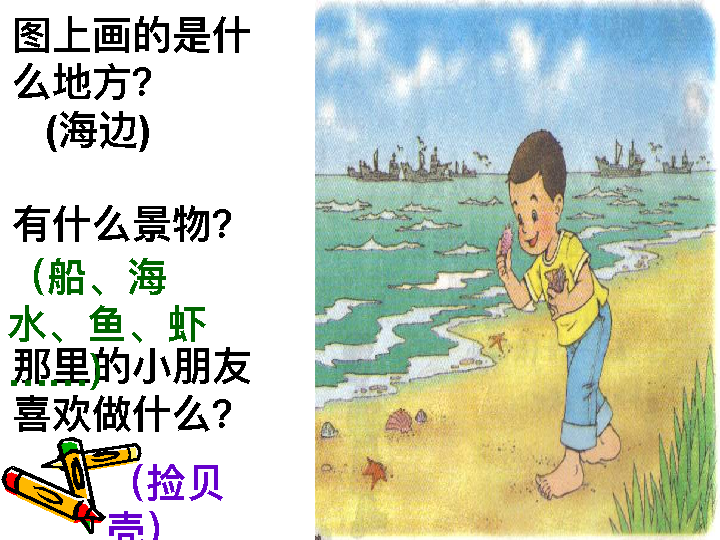 图上画的是什
么地方?
(海边)
有什么景物?
（船、海
水、鱼、虾
……）
那里的小朋友
喜欢做什么?
（捡贝
壳）